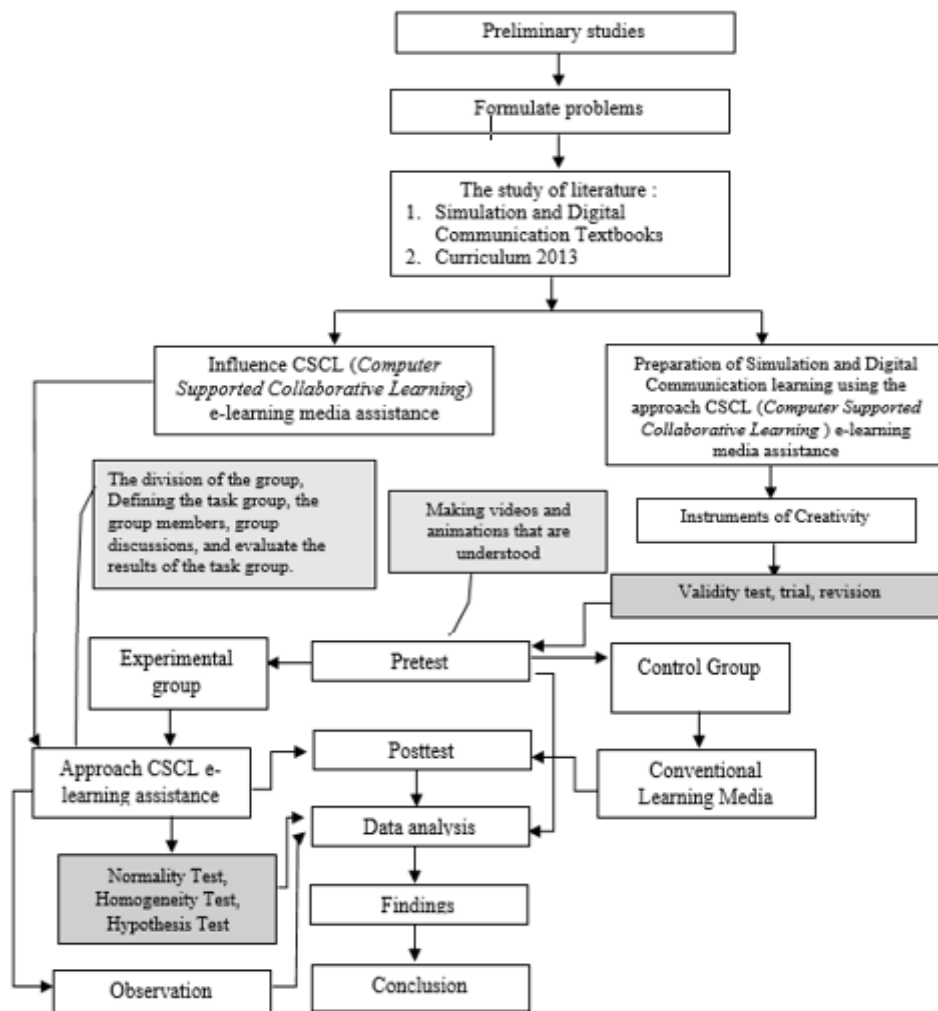 Preliminary studies
Formulate problems
The study of literature :
1. Simulation and Digital
Communication Textbooks
2. Curriculum 2013
Influence CSCL (Computer
Supported Collaborative Learning)
e-learning media assistance
Preparation of Simulation and Digital
Communication learning using the
approach CSCL (Computer Supported
Collaborative Learning ) e-learning
media assistance
The division of the group,
Defining the task group, the
group members, group
discussions, and evaluate the
results of the task group.
Making videos and
animations that are
understood
Instruments of Creativity
Validity test, trial, revision
Experimental
group
Pretest
Control Group
Approach CSCL e-
learning assistance
Posttest
Conventional
Learning Media
Data analysis
Normality Test,
Homogeneity Test,
Hypothesis Test
Findings
Observation
Conclusion